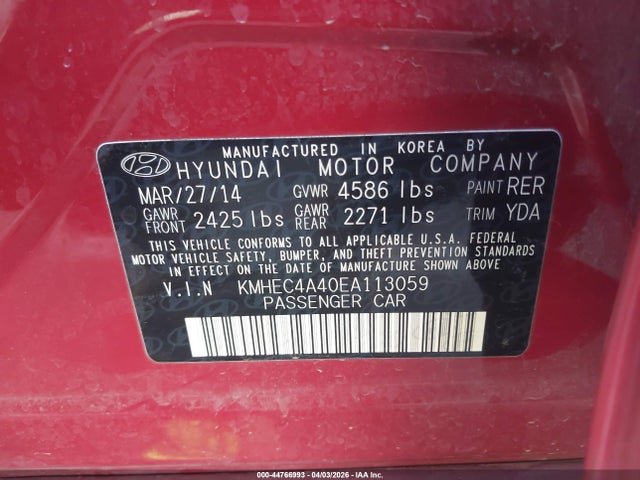 MANUFACTURED IN KOREA BY
HYUNDAI MOTOR COMPANY
MAR/27/14 GVWR 4586 lbs PAINT RER
GAWR FRONT 2425 lbs GAWR REAR 2271 lbs TRIM YDA
THIS VEHICLE CONFORMS TO ALL APPLICABLE U.S.A. FEDERAL
MOTOR VEHICLE SAFETY, BUMPER, AND THEFT PREVENTION STANDARDS
IN EFFECT ON THE DATE OF MANUFACTURE SHOWN ABOVE
V.I.N KMHEC4A40EA113059
PASSENGER CAR
000-44766993 - 04/03/2026 - IAA Inc.